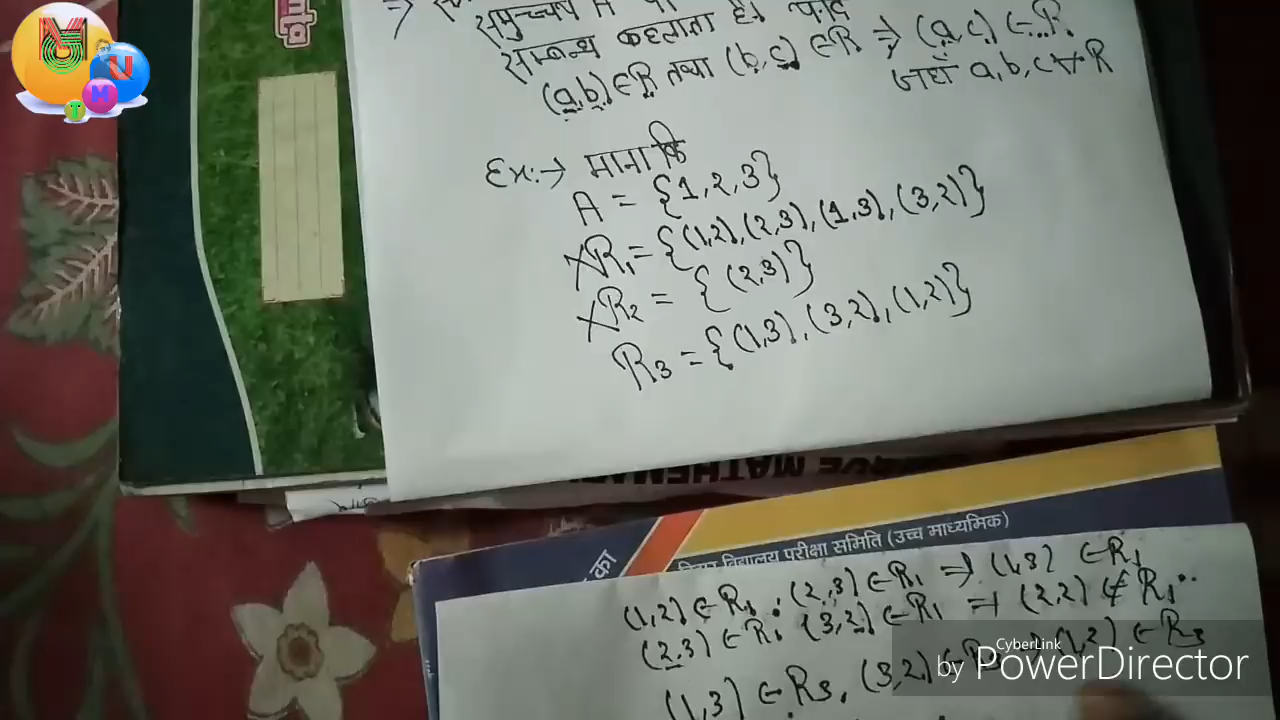 समुच्चय A
सम्बन्ध कहलाता है। यदि
(a,b) ∈ R तथा (b,c) ∈ R ⇒ (a,c) ∈ R
जहाँ a,b,c ∀ R
Ex:→ माना कि
A = {1,2,3}
XR₁ = {(1,2),(2,3),(1,3),(3,2)}
XR₂ = {(2,3)}
R₃ = {(1,3),(3,2),(1,2)}
MATHEMA
का
विद्यालय परीक्षा समिति (उच्च माध्यमिक)
(1,2) ∈ R₁, (2,3) ∈ R₁ ⇒ (1,3) ∈ R₁
(2,3) ∈ R₁ (3,2) ∈ R₁ ⇒ (2,2) ∉ R₁
(1,3) ∈ R₃, (3,2) ∈ R₃ ⇒ (1,2) ∈ R₃
CyberLink
by PowerDirector
M
U
H
T